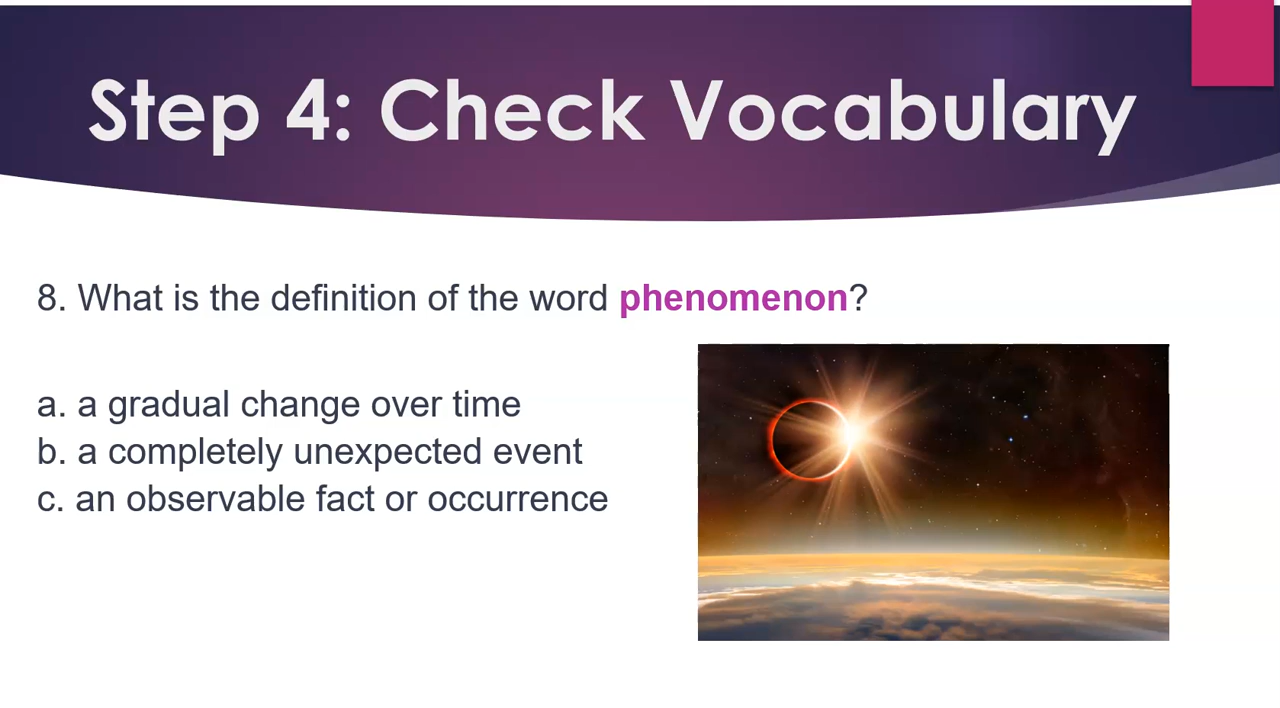 Step 4: Check Vocabulary
8. What is the definition of the word phenomenon?
a. a gradual change over time
b. a completely unexpected event
c. an observable fact or occurrence